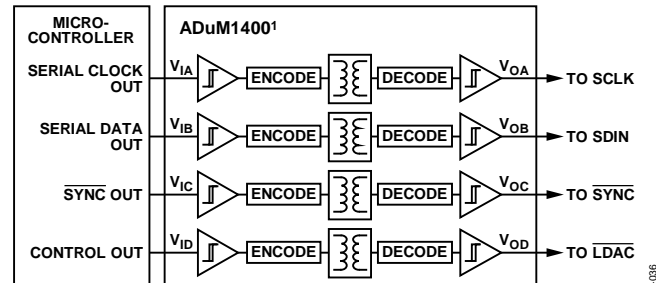 MICRO-
CONTROLLER
ADuM1400¹
SERIAL CLOCK
OUT
V_IA
ENCODE
DECODE
V_OA
TO SCLK
SERIAL DATA
OUT
V_IB
ENCODE
DECODE
V_OB
TO SDIN
SYNC OUT
V_IC
ENCODE
DECODE
V_OC
TO SYNC
CONTROL OUT
V_ID
ENCODE
DECODE
V_OD
TO LDAC